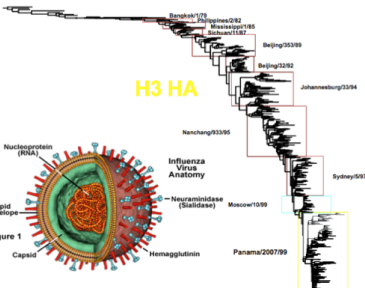 Bangkok/1/79
Philippines/2/82
Mississippi/1/85
Sichuan/11/87
Beijing/353/89
Beijing/32/92
H3 HA
Johannesburg/33/94
Nanchang/933/95
Nucleoprotein
(RNA)
Influenza
Virus
Anatomy
Sydney/5/97
Neuraminidase
(Sialidase)
Moscow/10/99
pid
elope
gure 1
Panama/2007/99
Capsid
Hemagglutinin